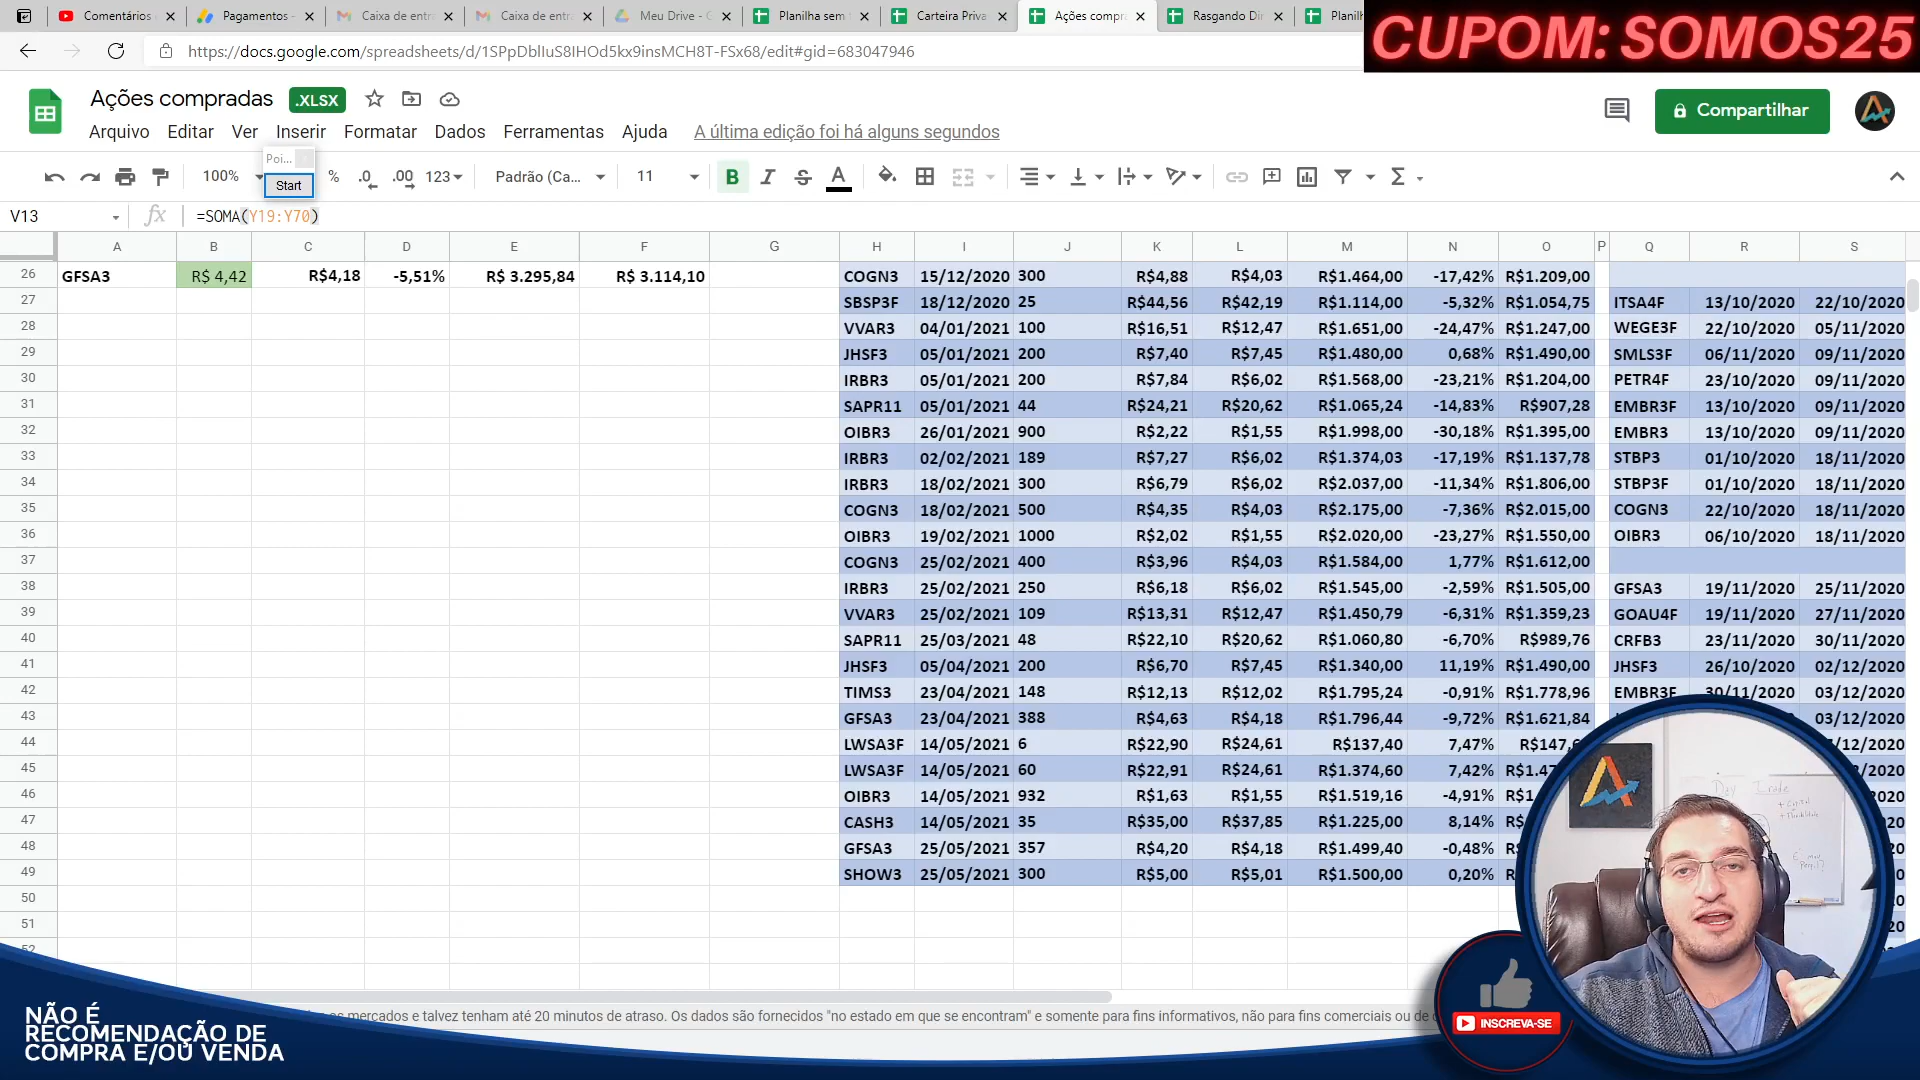 Comentários
Pagamentos -
Caixa de entr
Caixa de entr
Meu Drive - G
Planilha sem t
Carteira Priva
Ações compr
Rasgando Di
Planil
CUPOM: SOMOS25
https://docs.google.com/spreadsheets/d/1SPpDblIuS8IHOd5kx9insMCH8T-FSx68/edit#gid=683047946
Ações compradas .XLSX
Compartilhar
Arquivo Editar Ver Inserir Formatar Dados Ferramentas Ajuda A última edição foi há alguns segundos
Poi...
Start
100% % .0 .00 123 Padrão (Ca... 11 B I S A Σ
V13 fx =SOMA(Y19:Y70)
A B C D E F G H I J K L M N O P Q R S
26 GFSA3 R$ 4,42 R$4,18 -5,51% R$ 3.295,84 R$ 3.114,10 COGN3 15/12/2020 300 R$4,88 R$4,03 R$1.464,00 -17,42% R$1.209,00
27 SBSP3F 18/12/2020 25 R$44,56 R$42,19 R$1.114,00 -5,32% R$1.054,75 ITSA4F 13/10/2020 22/10/2020
28 VVAR3 04/01/2021 100 R$16,51 R$12,47 R$1.651,00 -24,47% R$1.247,00 WEGE3F 22/10/2020 05/11/2020
29 JHSF3 05/01/2021 200 R$7,40 R$7,45 R$1.480,00 0,68% R$1.490,00 SMLS3F 06/11/2020 09/11/2020
30 IRBR3 05/01/2021 200 R$7,84 R$6,02 R$1.568,00 -23,21% R$1.204,00 PETR4F 23/10/2020 09/11/2020
31 SAPR11 05/01/2021 44 R$24,21 R$20,62 R$1.065,24 -14,83% R$907,28 EMBR3F 13/10/2020 09/11/2020
32 OIBR3 26/01/2021 900 R$2,22 R$1,55 R$1.998,00 -30,18% R$1.395,00 EMBR3 13/10/2020 09/11/2020
33 IRBR3 02/02/2021 189 R$7,27 R$6,02 R$1.374,03 -17,19% R$1.137,78 STBP3 01/10/2020 18/11/2020
34 IRBR3 18/02/2021 300 R$6,79 R$6,02 R$2.037,00 -11,34% R$1.806,00 STBP3F 01/10/2020 18/11/2020
35 COGN3 18/02/2021 500 R$4,35 R$4,03 R$2.175,00 -7,36% R$2.015,00 COGN3 22/10/2020 18/11/2020
36 OIBR3 19/02/2021 1000 R$2,02 R$1,55 R$2.020,00 -23,27% R$1.550,00 OIBR3 06/10/2020 18/11/2020
37 COGN3 25/02/2021 400 R$3,96 R$4,03 R$1.584,00 1,77% R$1.612,00
38 IRBR3 25/02/2021 250 R$6,18 R$6,02 R$1.545,00 -2,59% R$1.505,00 GFSA3 19/11/2020 25/11/2020
39 VVAR3 25/02/2021 109 R$13,31 R$12,47 R$1.450,79 -6,31% R$1.359,23 GOAU4F 19/11/2020 27/11/2020
40 SAPR11 25/03/2021 48 R$22,10 R$20,62 R$1.060,80 -6,70% R$989,76 CRFB3 23/11/2020 30/11/2020
41 JHSF3 05/04/2021 200 R$6,70 R$7,45 R$1.340,00 11,19% R$1.490,00 JHSF3 26/10/2020 02/12/2020
42 TIMS3 23/04/2021 148 R$12,13 R$12,02 R$1.795,24 -0,91% R$1.778,96 EMBR3F 30/11/2020 03/12/2020
43 GFSA3 23/04/2021 388 R$4,63 R$4,18 R$1.796,44 -9,72% R$1.621,84 03/12/2020
44 LWSA3F 14/05/2021 6 R$22,90 R$24,61 R$137,40 7,47% R$147, /12/2020
45 LWSA3F 14/05/2021 60 R$22,91 R$24,61 R$1.374,60 7,42% R$1.47 2020
46 OIBR3 14/05/2021 932 R$1,63 R$1,55 R$1.519,16 -4,91% R$1. 020
47 CASH3 14/05/2021 35 R$35,00 R$37,85 R$1.225,00 8,14% R$ 20
48 GFSA3 25/05/2021 357 R$4,20 R$4,18 R$1.499,40 -0,48% R$ 20
49 SHOW3 25/05/2021 300 R$5,00 R$5,01 R$1.500,00 0,20% R$ 20
50
51
52
Day Trade
NÃO É
RECOMENDAÇÃO DE
COMPRA E/OU VENDA
os mercados e talvez tenham até 20 minutos de atraso. Os dados são fornecidos "no estado em que se encontram" e somente para fins informativos, não para fins comerciais ou de
INSCREVA-SE